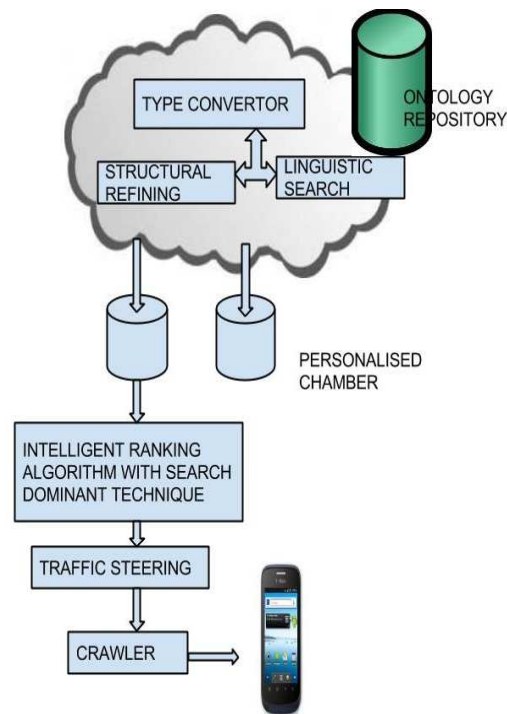 TYPE CONVERTOR
ONTOLOGY
REPOSITORY
STRUCTURAL
REFINING
LINGUISTIC
SEARCH
PERSONALISED
CHAMBER
INTELLIGENT RANKING
ALGORITHM WITH SEARCH
DOMINANT TECHNIQUE
TRAFFIC STEERING
CRAWLER